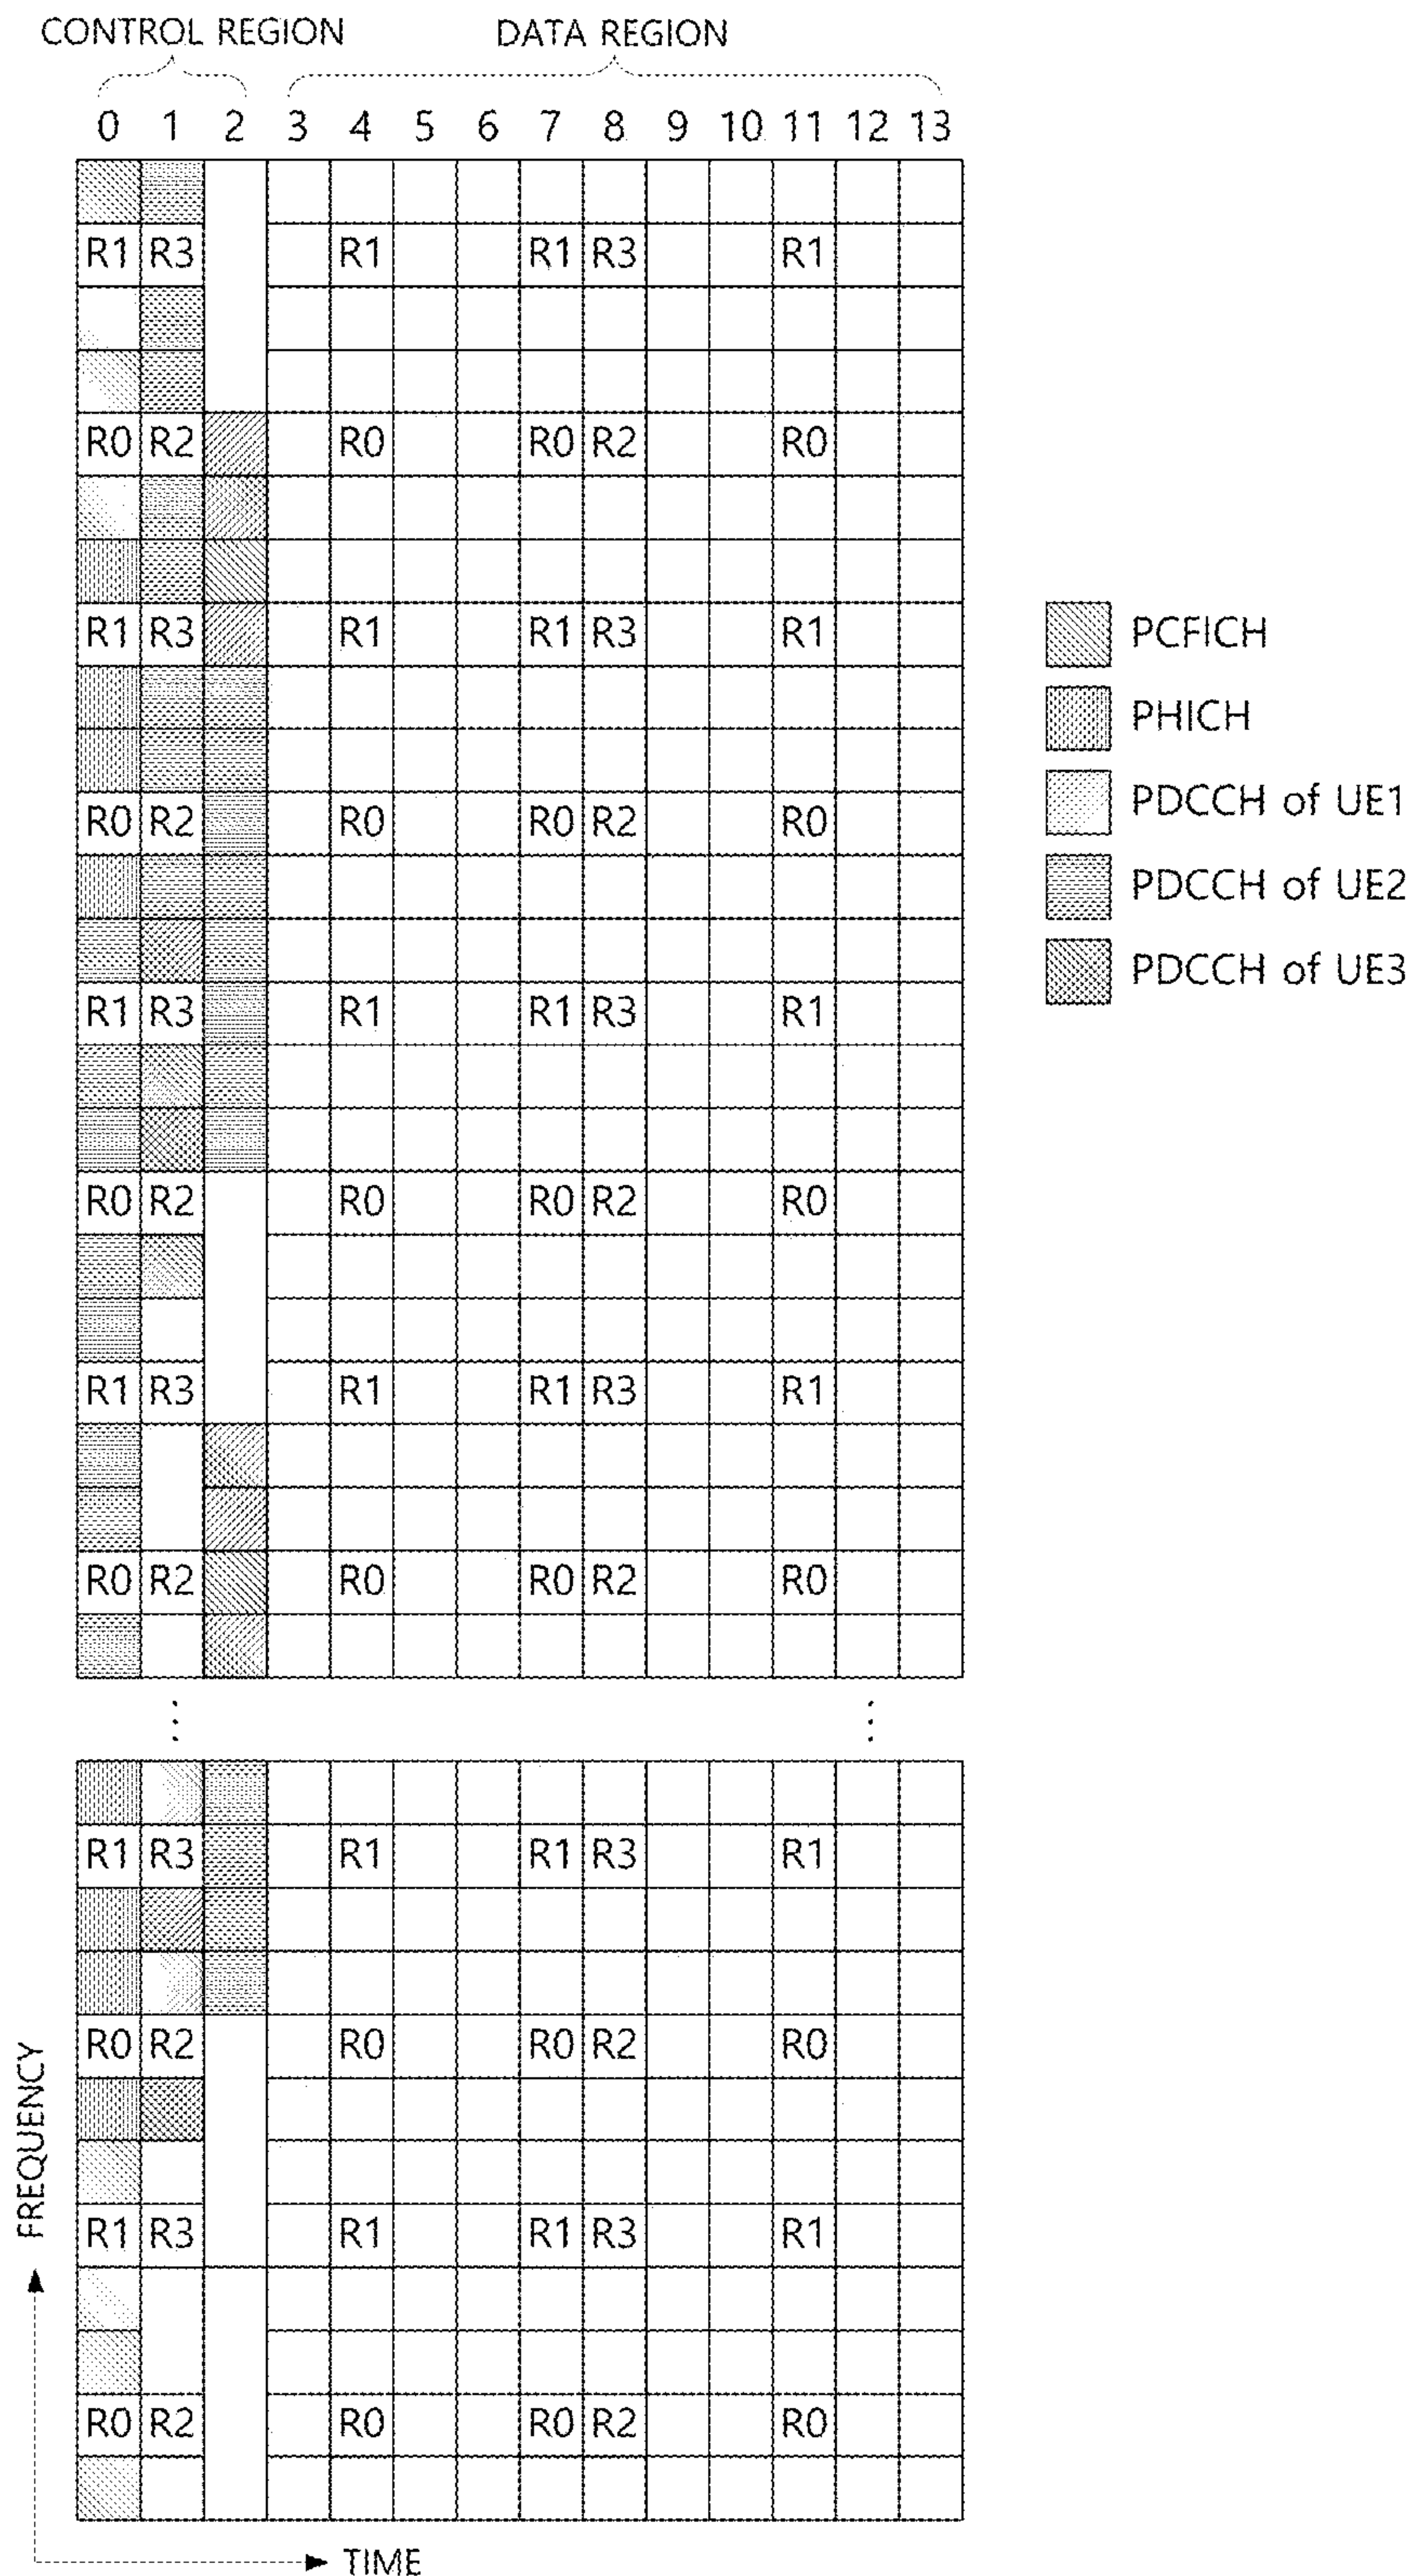 CONTROL REGION DATA REGION
0 1 2 3 4 5 6 7 8 9 10 11 12 13
R1 R3 R1 R1 R3 R1
R0 R2 R0 R0 R2 R0
R1 R3 R1 R1 R3 R1
R0 R2 R0 R0 R2 R0
R1 R3 R1 R1 R3 R1
R0 R2 R0 R0 R2 R0
R1 R3 R1 R1 R3 R1
R0 R2 R0 R0 R2 R0
PCFICH
PHICH
PDCCH of UE1
PDCCH of UE2
PDCCH of UE3
R1 R3 R1 R1 R3 R1
R0 R2 R0 R0 R2 R0
R1 R3 R1 R1 R3 R1
R0 R2 R0 R0 R2 R0
FREQUENCY
TIME